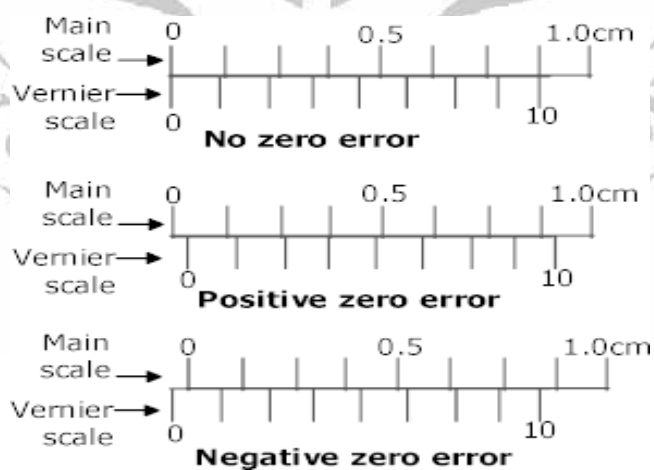 Main scale
0 0.5 1.0cm
Vernier scale
0 10
No zero error
Main scale
0 0.5 1.0cm
Vernier scale
0 10
Positive zero error
Main scale
0 0.5 1.0cm
Vernier scale
0 10
Negative zero error